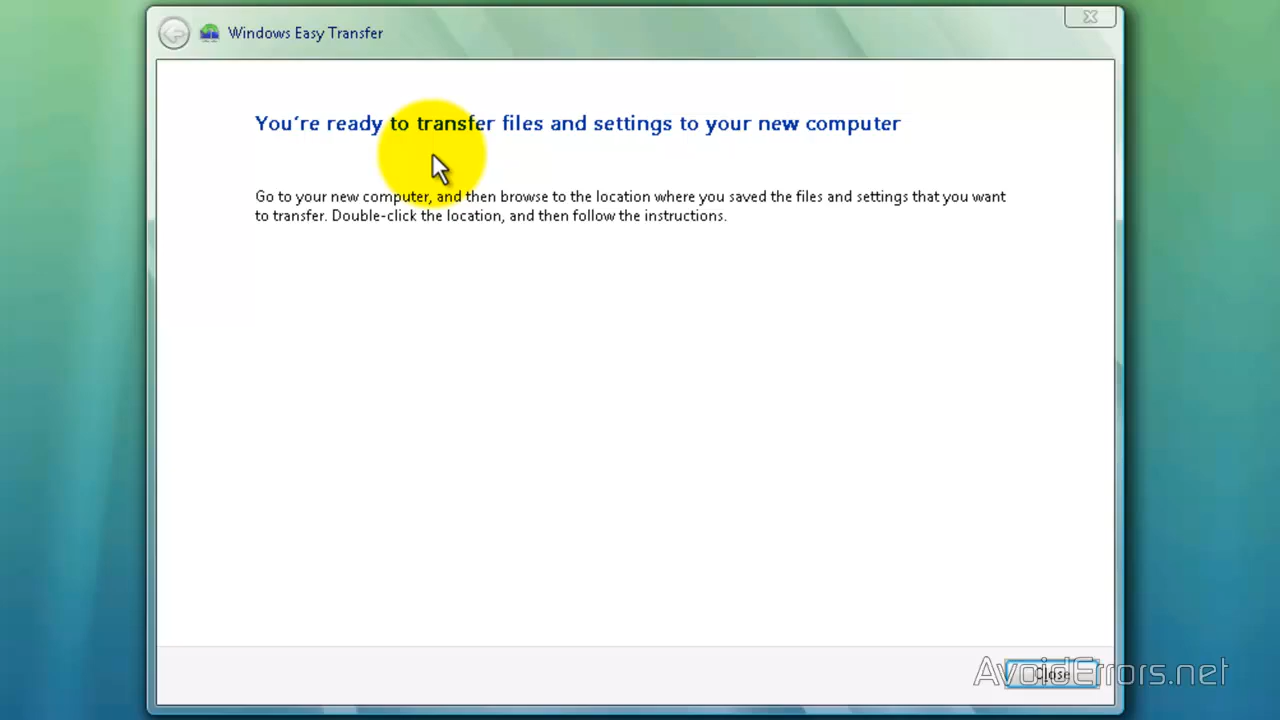 Windows Easy Transfer
You're ready to transfer files and settings to your new computer
Go to your new computer, and then browse to the location where you saved the files and settings that you want
to transfer. Double-click the location, and then follow the instructions.
Close
AvoidErrors.net